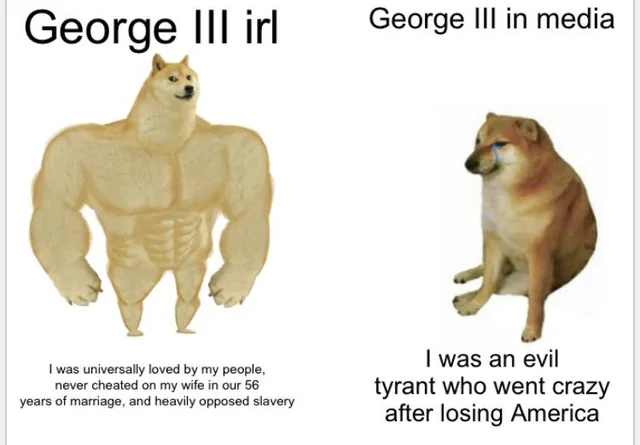 George III irl
George III in media
I was universally loved by my people,
never cheated on my wife in our 56
years of marriage, and heavily opposed slavery
I was an evil
tyrant who went crazy
after losing America